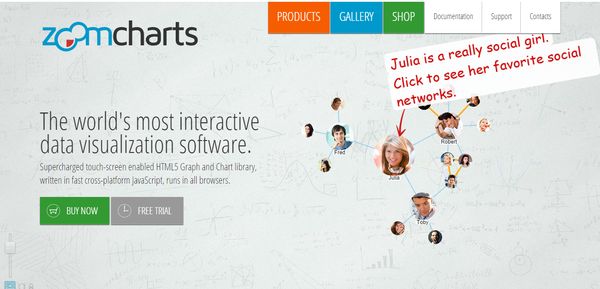 zoomcharts
PRODUCTS
GALLERY
SHOP
Documentation
Support
Contacts
Julia is a really social girl.
Click to see her favorite social
networks.
The world's most interactive
data visualization software.
Supercharged touch-screen enabled HTML5 Graph and Chart library,
written in fast cross-platform JavaScript, runs in all browsers.
BUY NOW
FREE TRIAL
Fred
Julia
Robert
Toby